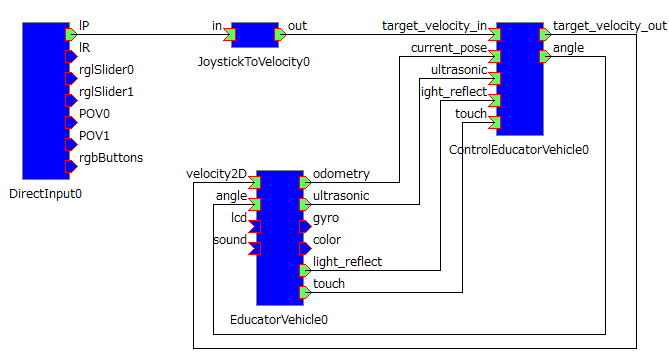 lP
lR
rglSlider0
rglSlider1
POV0
POV1
rgbButtons
DirectInput0
in
out
JoystickToVelocity0
target_velocity_in
current_pose
ultrasonic
light_reflect
touch
target_velocity_out
angle
ControlEducatorVehicle0
velocity2D
angle
lcd
sound
odometry
ultrasonic
gyro
color
light_reflect
touch
EducatorVehicle0